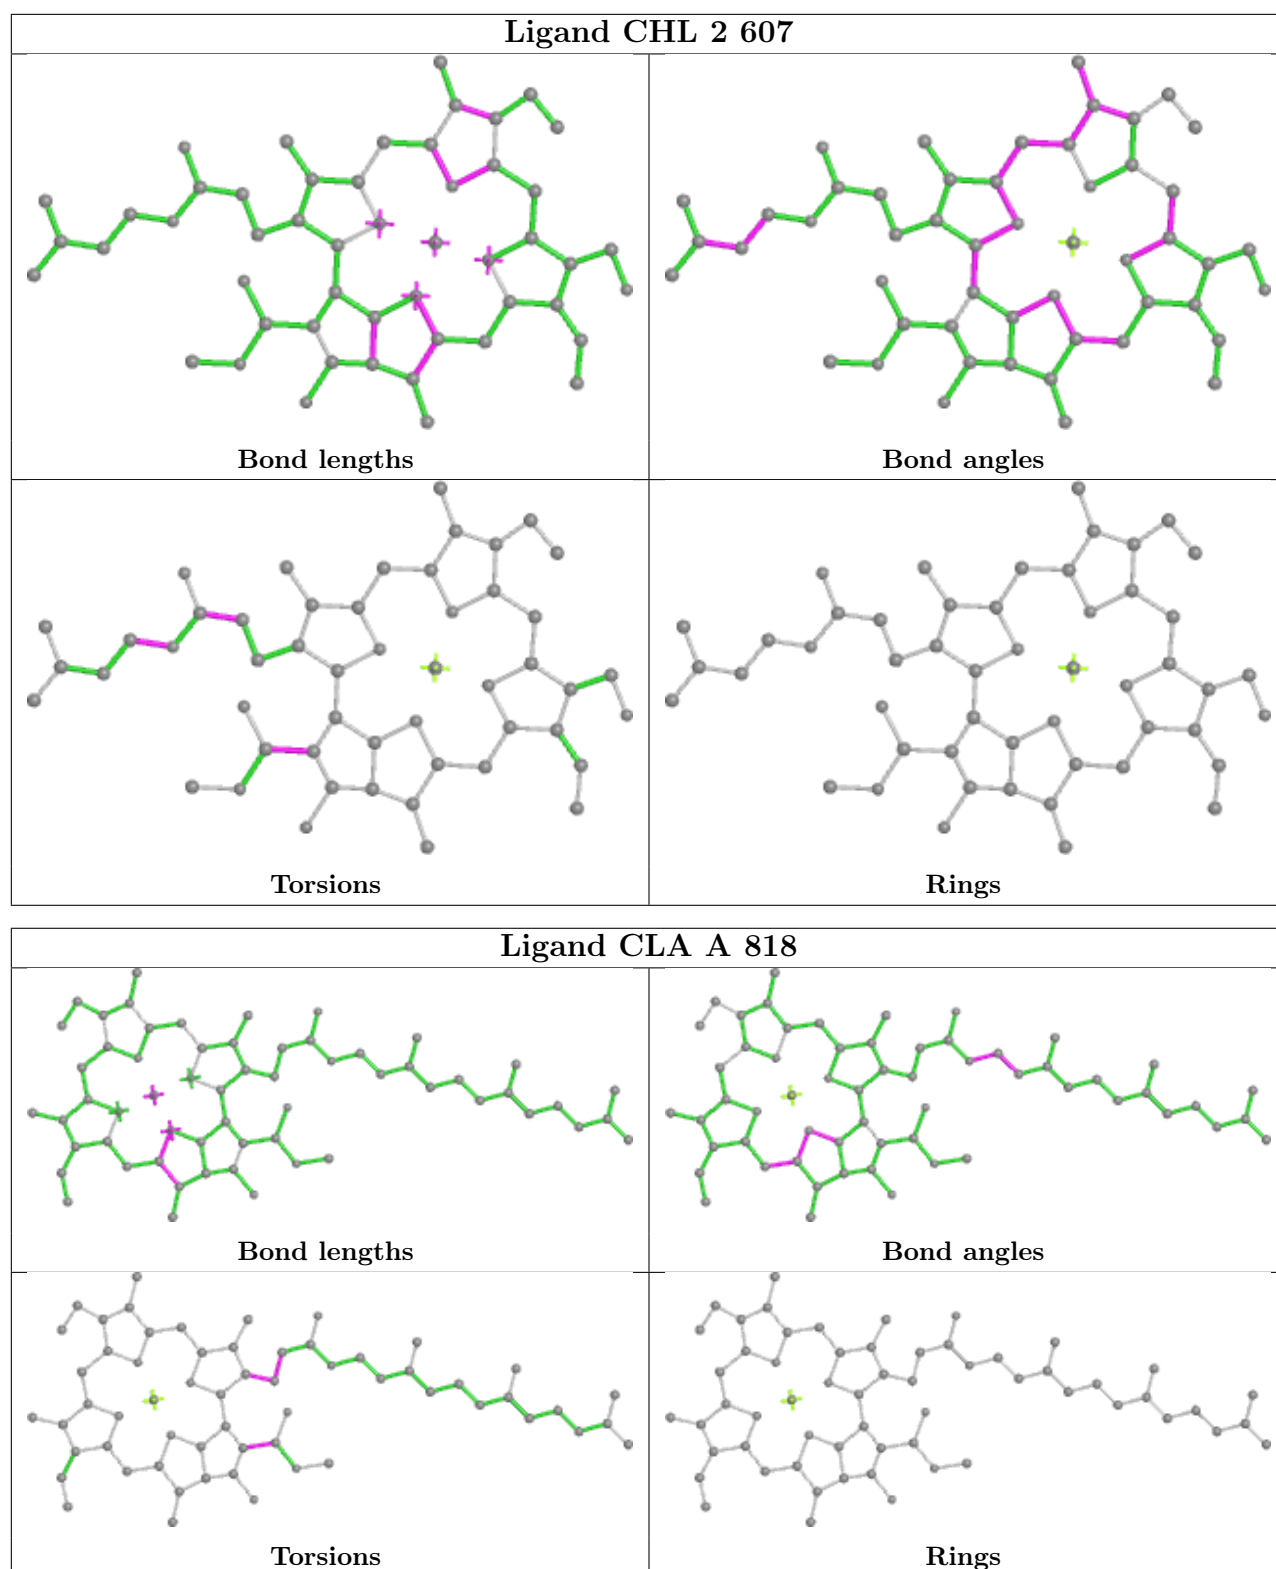 Ligand CHL 2 607
Bond lengths
Bond angles
Torsions
Rings
Ligand CLA A 818
Bond lengths
Bond angles
Torsions
Rings